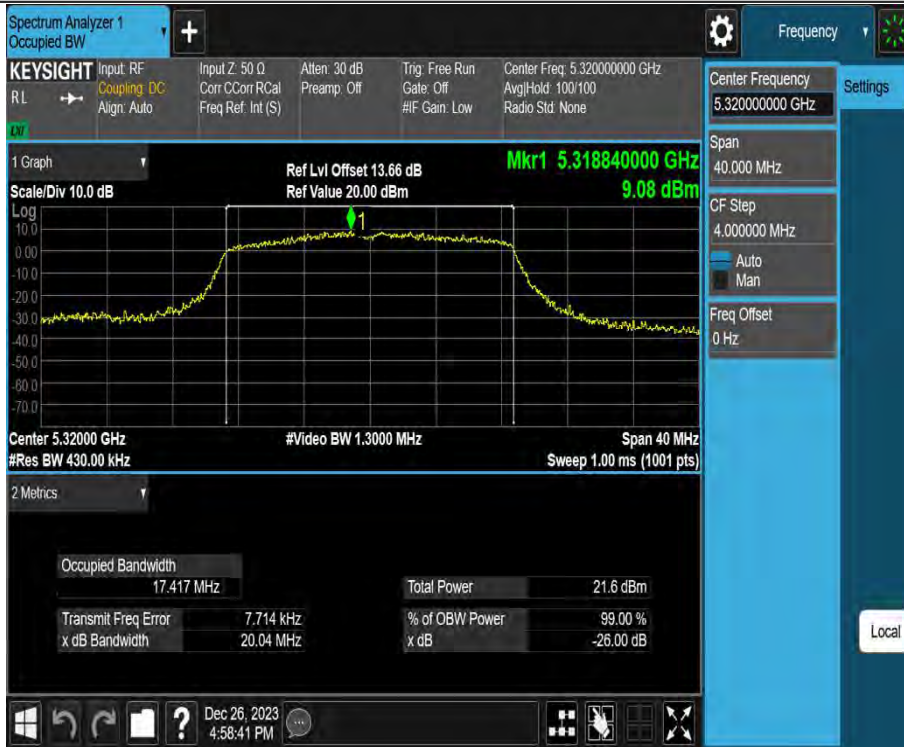 Spectrum Analyzer 1
Occupied BW
+
Frequency
KEYSIGHT
R L
LXI
Input: RF
Coupling: DC
Align: Auto
Input Z: 50 Ω
Corr CCorr RCal
Freq Ref: Int (S)
Atten: 30 dB
Preamp: Off
Trig: Free Run
Gate: Off
#IF Gain: Low
Center Freq: 5.320000000 GHz
Avg|Hold: 100/100
Radio Std: None
Center Frequency
5.320000000 GHz
Settings
Span
40.000 MHz
CF Step
4.000000 MHz
Auto
Man
Freq Offset
0 Hz
Local
1 Graph
Scale/Div 10.0 dB
Ref Lvl Offset 13.66 dB
Ref Value 20.00 dBm
Mkr1 5.318840000 GHz
9.08 dBm
Log
1
10.0
0.00
-10.0
-20.0
-30.0
-40.0
-50.0
-60.0
-70.0
Center 5.32000 GHz
#Video BW 1.3000 MHz
Span 40 MHz
#Res BW 430.00 kHz
Sweep 1.00 ms (1001 pts)
2 Metrics
Occupied Bandwidth
17.417 MHz
Total Power 21.6 dBm
Transmit Freq Error 7.714 kHz
% of OBW Power 99.00 %
x dB Bandwidth 20.04 MHz
x dB -26.00 dB
?
Dec 26, 2023
4:58:41 PM